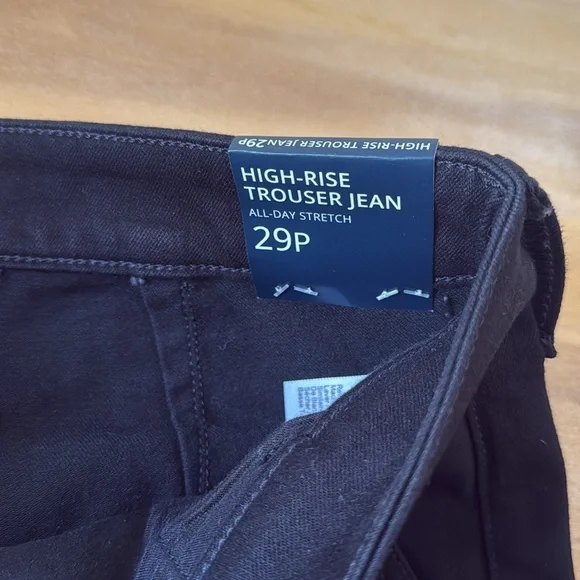 HIGH-RISE TROUSER JEAN 29P
HIGH-RISE
TROUSER JEAN
ALL-DAY STRETCH
29P